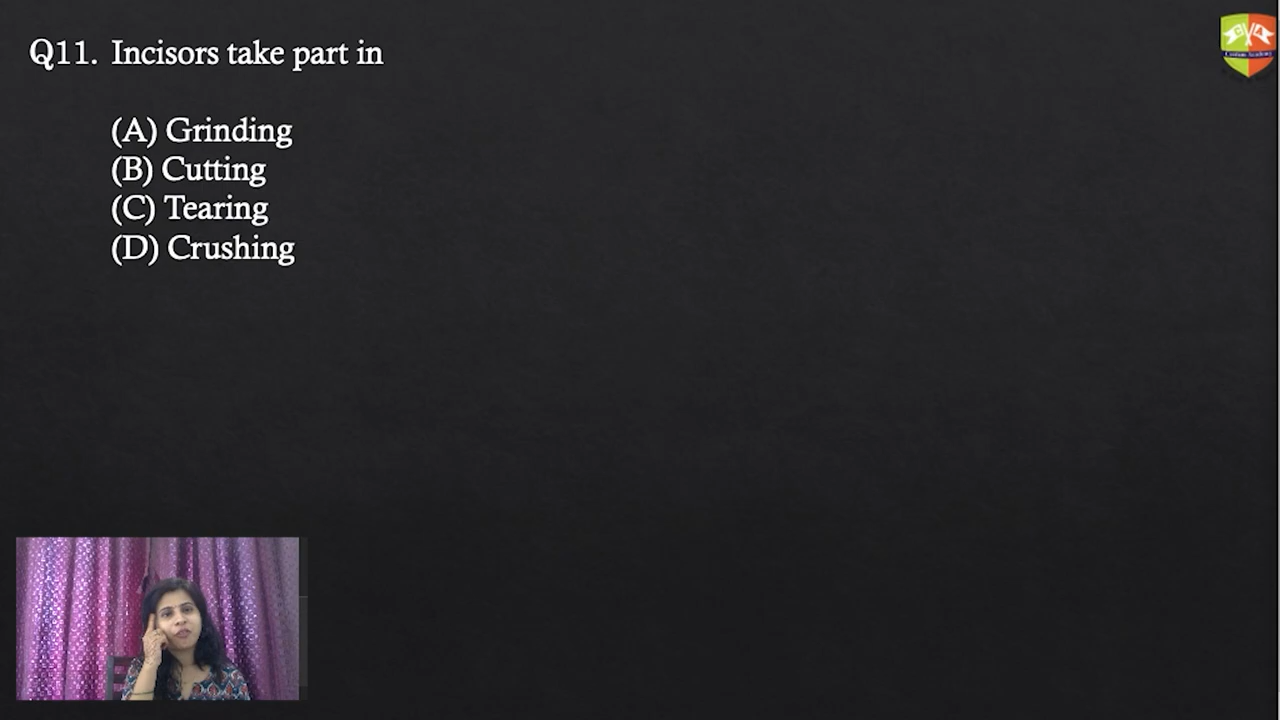 Q11. Incisors take part in
(A) Grinding
(B) Cutting
(C) Tearing
(D) Crushing